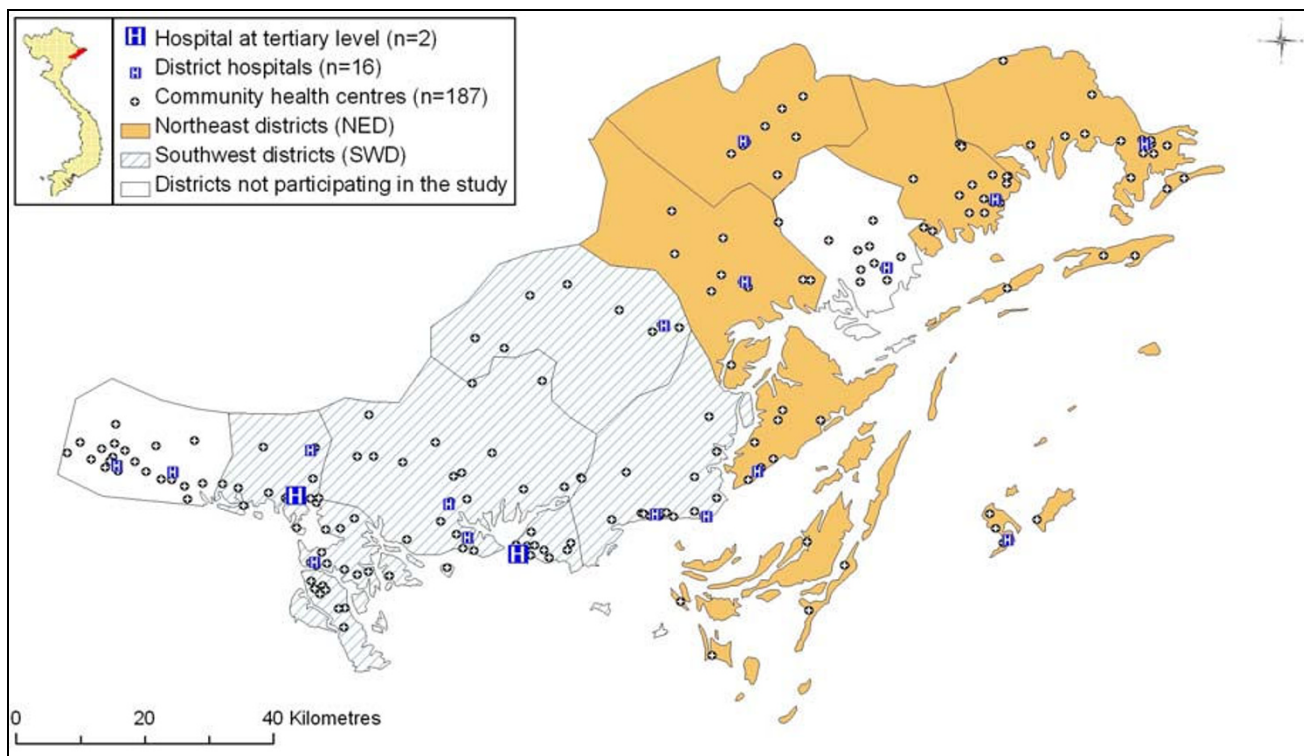 Hospital at tertiary level (n=2)
District hospitals (n=16)
Community health centres (n=187)
Northeast districts (NED)
Southwest districts (SWD)
Districts not participating in the study
0 20 40 Kilometres